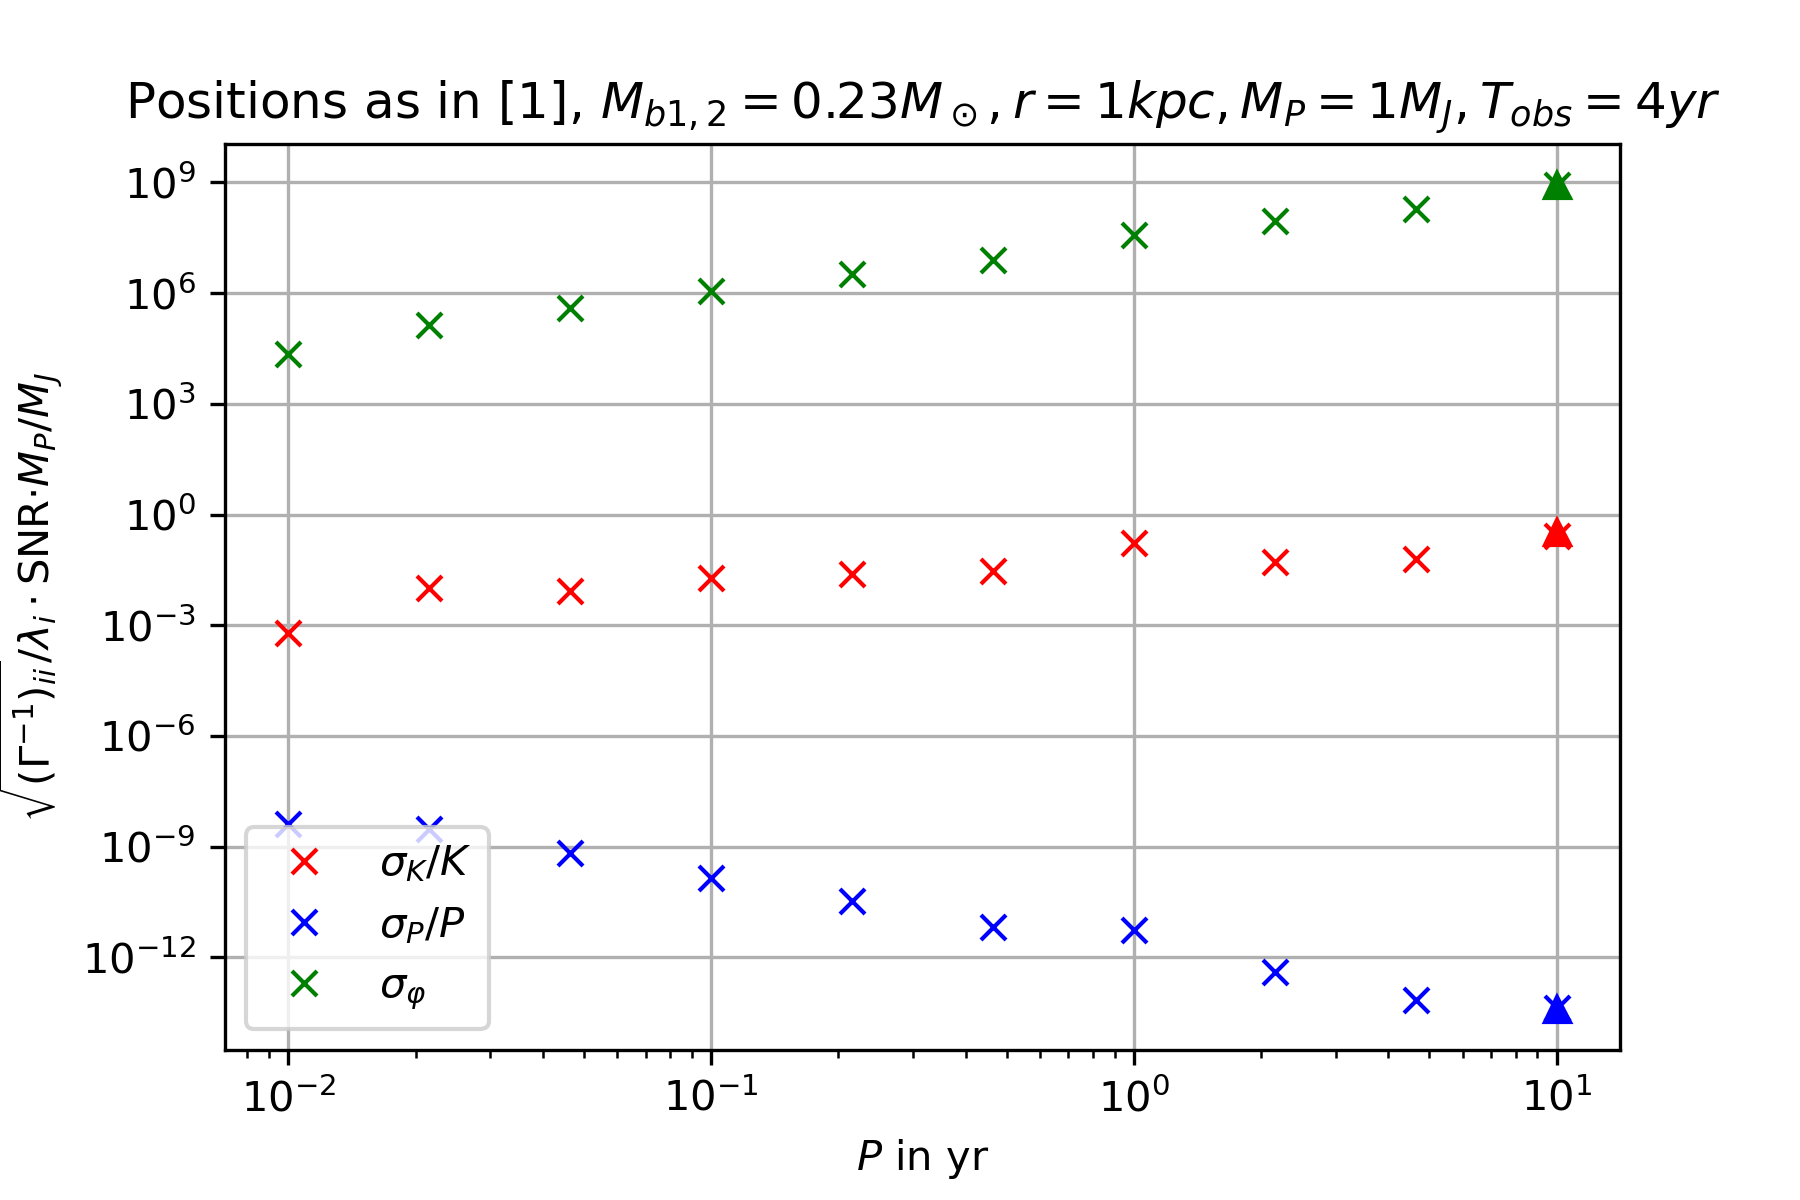 Positions as in [1], $M_{b1,2} = 0.23M_\odot, r = 1kpc, M_P = 1M_J, T_{obs} = 4yr$
$\sqrt{(\Gamma^{-1})_{ii}}/\lambda_i \cdot$ SNR$\cdot M_P/M_J$
$10^9$
$10^6$
$10^3$
$10^0$
$10^{-3}$
$10^{-6}$
$10^{-9}$
$10^{-12}$
$\sigma_K/K$
$\sigma_P/P$
$\sigma_\varphi$
$10^{-2}$ $10^{-1}$ $10^0$ $10^1$
$P$ in yr